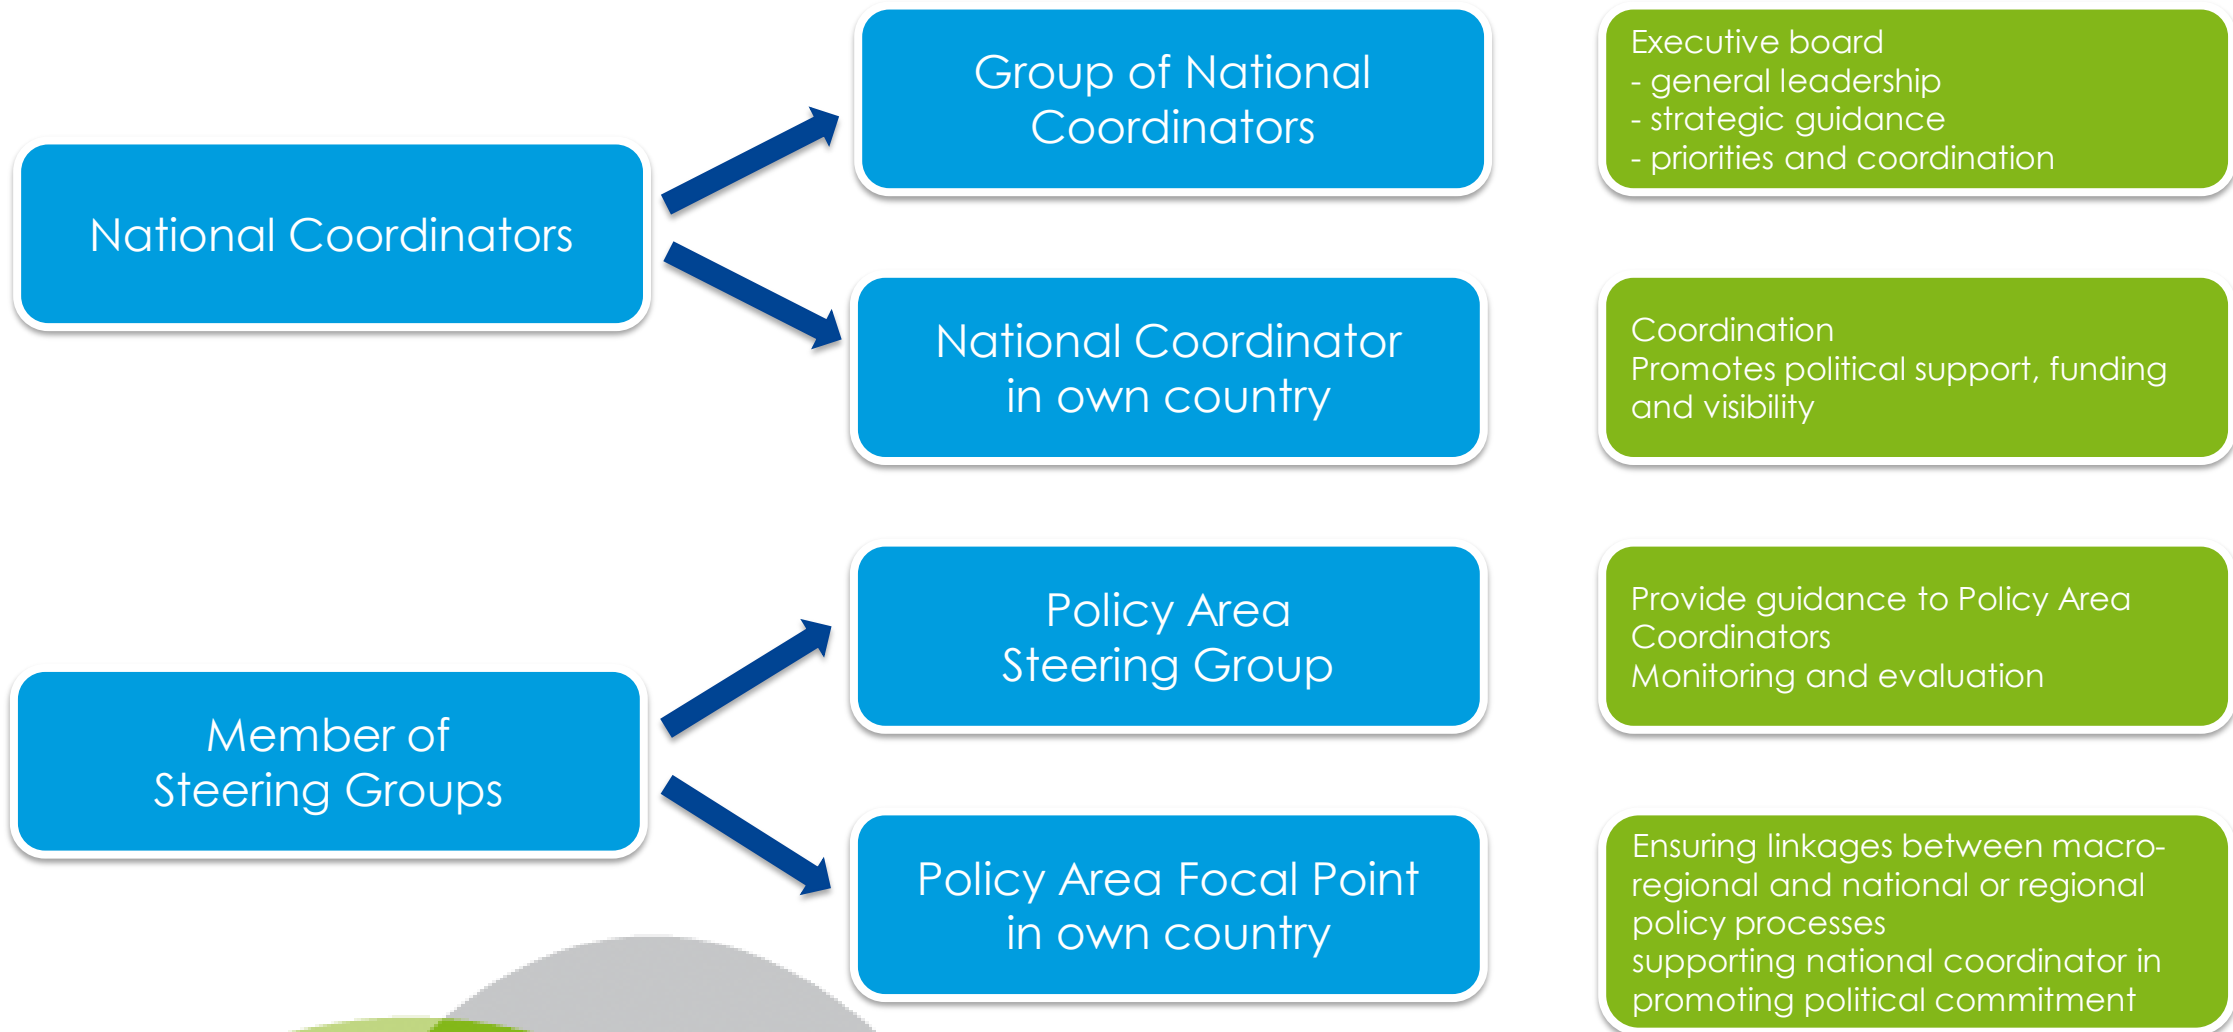 National Coordinators
Group of National
Coordinators
Executive board
- general leadership
- strategic guidance
- priorities and coordination
National Coordinator
in own country
Coordination
Promotes political support, funding
and visibility
Member of
Steering Groups
Policy Area
Steering Group
Provide guidance to Policy Area
Coordinators
Monitoring and evaluation
Policy Area Focal Point
in own country
Ensuring linkages between macro-
regional and national or regional
policy processes
supporting national coordinator in
promoting political commitment